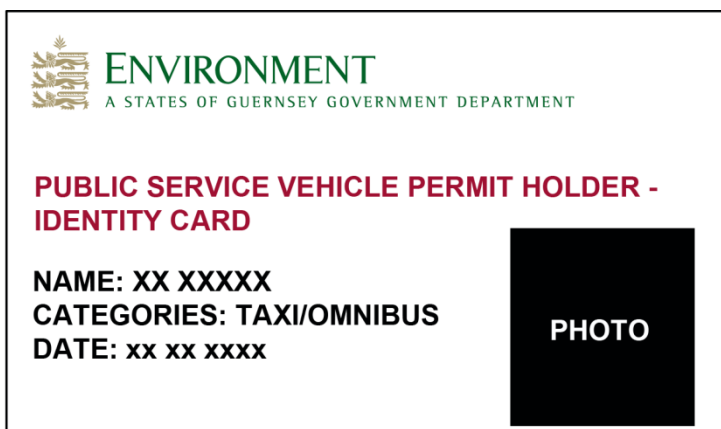 ENVIRONMENT
A STATES OF GUERNSEY GOVERNMENT DEPARTMENT
PUBLIC SERVICE VEHICLE PERMIT HOLDER -
IDENTITY CARD
NAME: XX XXXXX
CATEGORIES: TAXI/OMNIBUS
DATE: xx xx xxxx
PHOTO